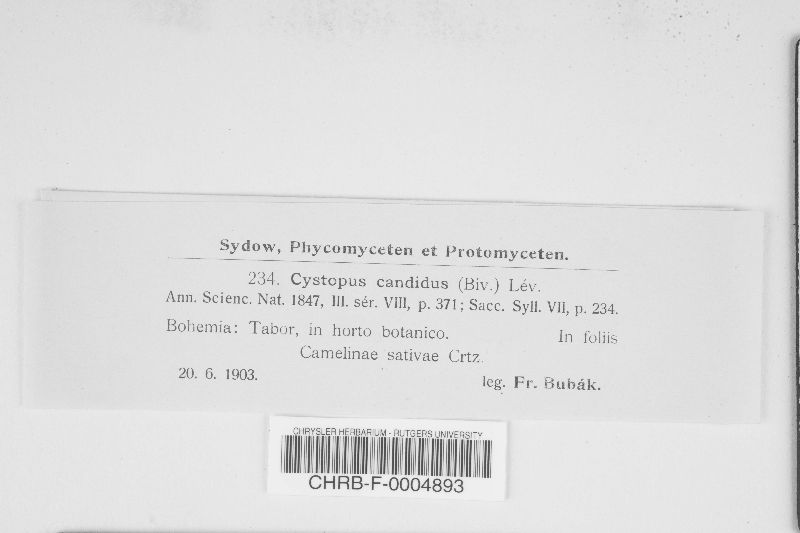 Sydow, Phycomyceten et Protomyceten.
234. Cystopus candidus (Biv.) Lév.
Ann. Scienc. Nat. 1847, III. sér. VIII, p. 371; Sacc. Syll. VII, p. 234.
Bohemia: Tabor, in horto botanico. In foliis
Camelinae sativae Crtz.
20. 6. 1903. leg. Fr. Bubák.
CHRYSLER HERBARIUM - RUTGERS UNIVERSITY
CHRB-F-0004893